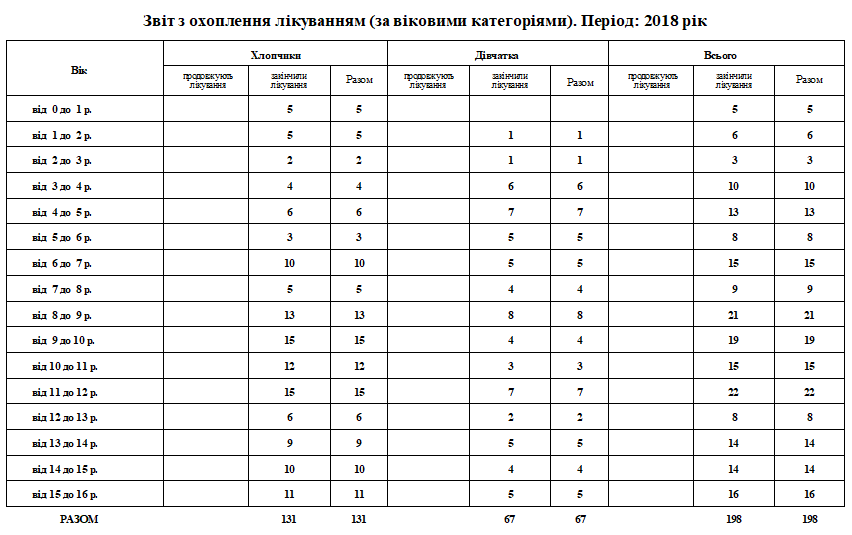 Звіт з охоплення лікуванням (за віковими категоріями). Період: 2018 рік
Вік Хлопчики Дівчатка Всього
продовжують лікування закінчили лікування Разом продовжують лікування закінчили лікування Разом продовжують лікування закінчили лікування Разом
від 0 до 1 р. 5 5 5 5
від 1 до 2 р. 5 5 1 1 6 6
від 2 до 3 р. 2 2 1 1 3 3
від 3 до 4 р. 4 4 6 6 10 10
від 4 до 5 р. 6 6 7 7 13 13
від 5 до 6 р. 3 3 5 5 8 8
від 6 до 7 р. 10 10 5 5 15 15
від 7 до 8 р. 5 5 4 4 9 9
від 8 до 9 р. 13 13 8 8 21 21
від 9 до 10 р. 15 15 4 4 19 19
від 10 до 11 р. 12 12 3 3 15 15
від 11 до 12 р. 15 15 7 7 22 22
від 12 до 13 р. 6 6 2 2 8 8
від 13 до 14 р. 9 9 5 5 14 14
від 14 до 15 р. 10 10 4 4 14 14
від 15 до 16 р. 11 11 5 5 16 16
РАЗОМ 131 131 67 67 198 198